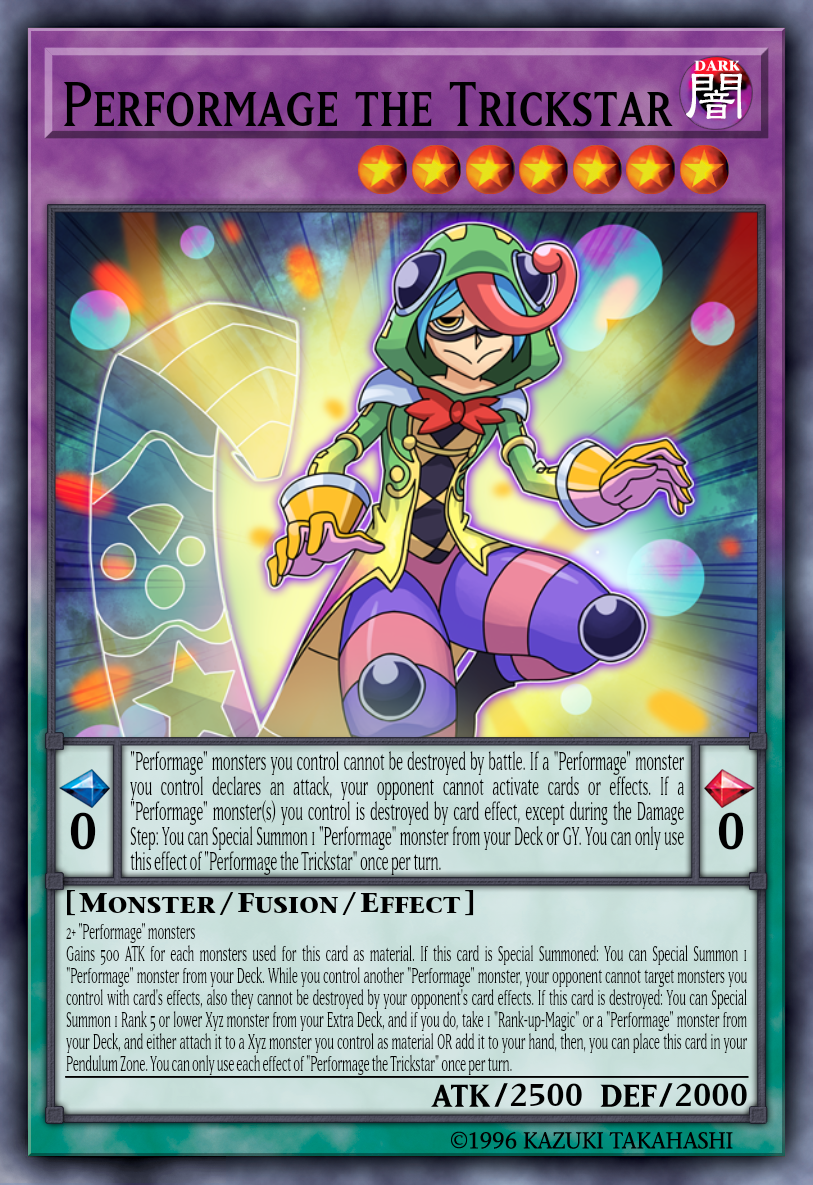 Performage the Trickstar
DARK
闇
"Performage" monsters you control cannot be destroyed by battle. If a "Performage" monster
you control declares an attack, your opponent cannot activate cards or effects. If a
"Performage" monster(s) you control is destroyed by card effect, except during the Damage
Step: You can Special Summon 1 "Performage" monster from your Deck or GY. You can only use
this effect of "Performage the Trickstar" once per turn.
0
0
[Monster/Fusion/Effect]
2+ "Performage" monsters
Gains 500 ATK for each monsters used for this card as material. If this card is Special Summoned: You can Special Summon 1
"Performage" monster from your Deck. While you control another "Performage" monster, your opponent cannot target monsters you
control with card's effects, also they cannot be destroyed by your opponent's card effects. If this card is destroyed: You can Special
Summon 1 Rank 5 or lower Xyz monster from your Extra Deck, and if you do, take 1 "Rank-up-Magic" or a "Performage" monster from
your Deck, and either attach it to a Xyz monster you control as material OR add it to your hand, then, you can place this card in your
Pendulum Zone. You can only use each effect of "Performage the Trickstar" once per turn.
ATK/2500 DEF/2000
©1996 KAZUKI TAKAHASHI